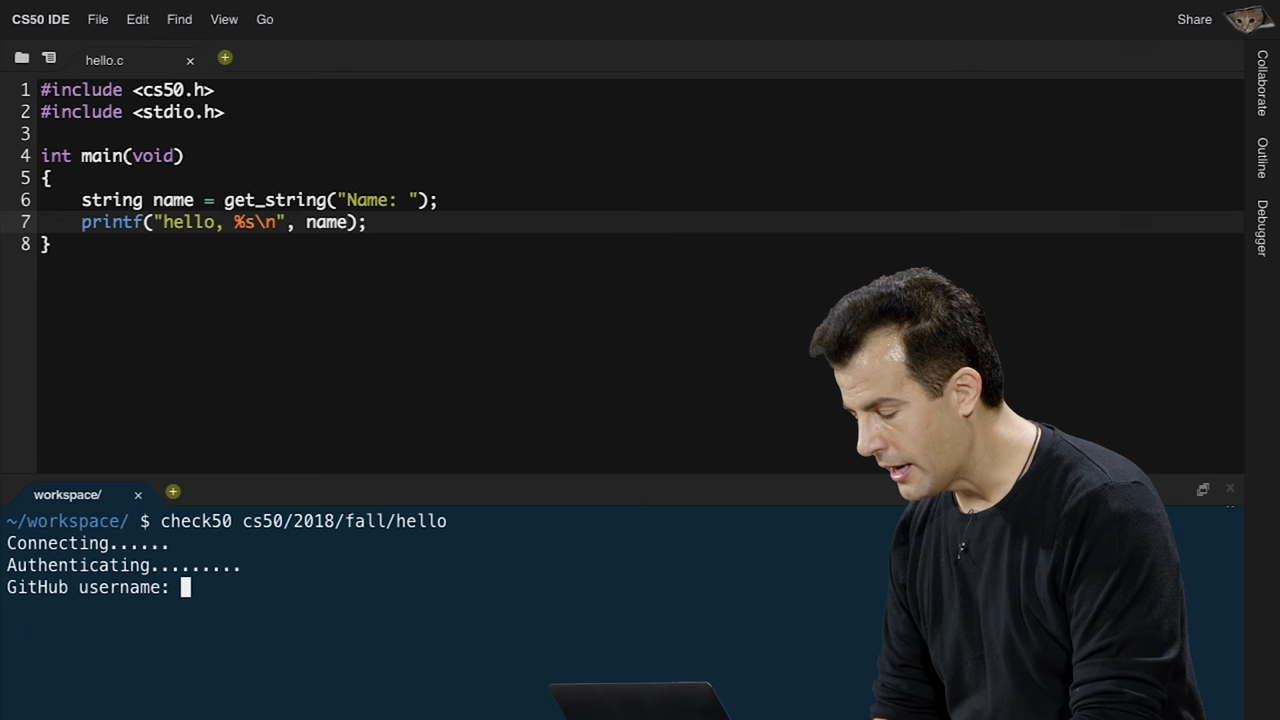 CS50 IDE File Edit Find View Go Share
hello.c
1 #include <cs50.h>
2 #include <stdio.h>
3
4 int main(void)
5 {
6     string name = get_string("Name: ");
7     printf("hello, %s\n", name);
8 }
Collaborate
Outline
Debugger
workspace/
~/workspace/ $ check50 cs50/2018/fall/hello
Connecting......
Authenticating.........
GitHub username: